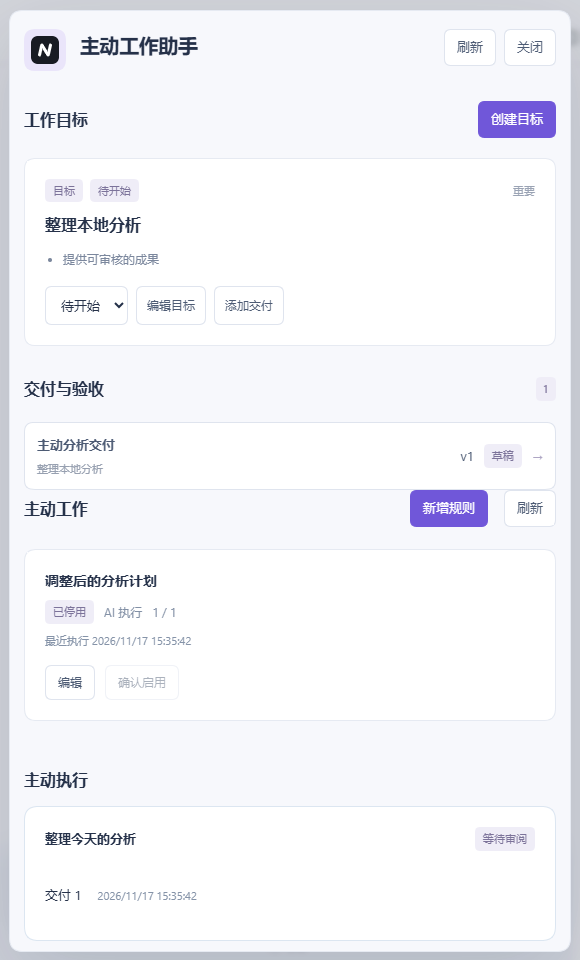 N
主动工作助手
刷新
关闭
工作目标
创建目标
目标
待开始
重要
整理本地分析
提供可审核的成果
待开始
编辑目标
添加交付
交付与验收
1
主动分析交付
整理本地分析
v1
草稿
→
主动工作
新增规则
刷新
调整后的分析计划
已停用 AI 执行 1 / 1
最近执行 2026/11/17 15:35:42
编辑
确认启用
主动执行
整理今天的分析
等待审阅
交付 1 2026/11/17 15:35:42